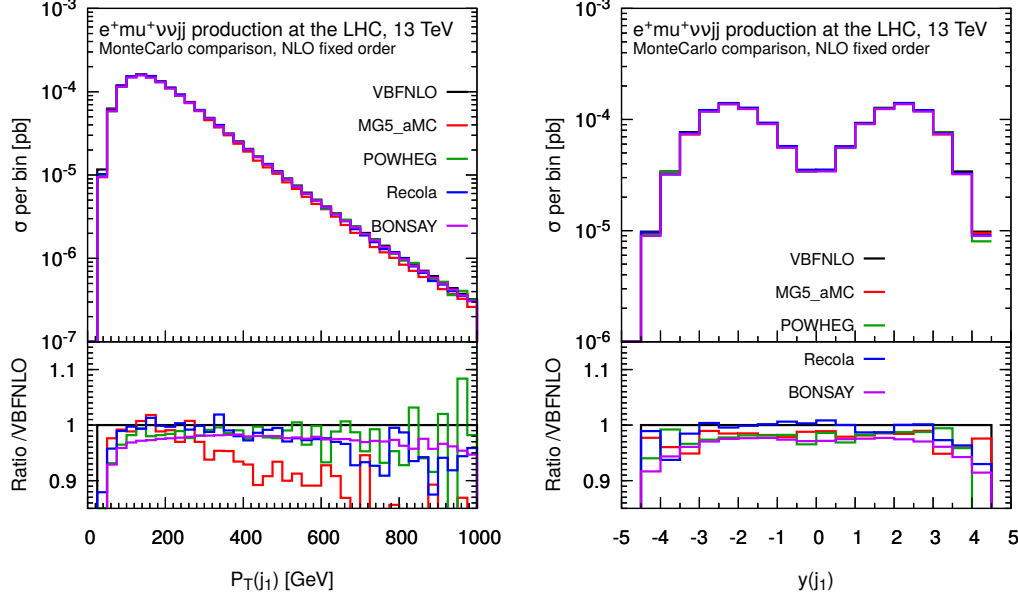 e+mu+ννjj production at the LHC, 13 TeV
MonteCarlo comparison, NLO fixed order
10-3
10-4
10-5
10-6
10-7
σ per bin [pb]
VBFNLO
MG5_aMC
POWHEG
Recola
BONSAY
1.1
1
0.9
Ratio /VBFNLO
0 200 400 600 800 1000
PT(j1) [GeV]
e+mu+ννjj production at the LHC, 13 TeV
MonteCarlo comparison, NLO fixed order
10-3
10-4
10-5
10-6
σ per bin [pb]
VBFNLO
MG5_aMC
POWHEG
Recola
BONSAY
1.1
1
0.9
Ratio /VBFNLO
-5 -4 -3 -2 -1 0 1 2 3 4 5
y(j1)